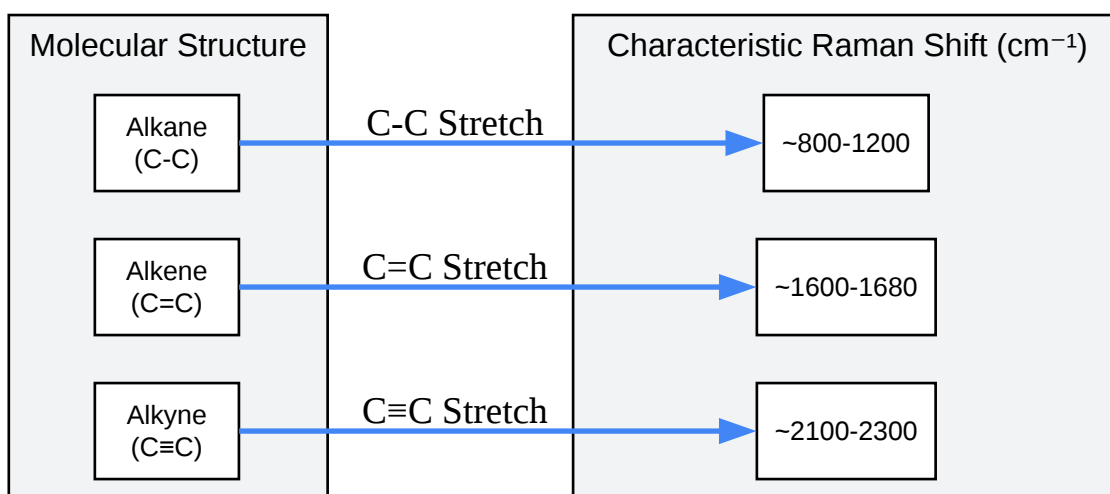 Molecular Structure
Characteristic Raman Shift (cm⁻¹)
Alkane
(C-C)
C-C Stretch
~800-1200
Alkene
(C=C)
C=C Stretch
~1600-1680
Alkyne
(C≡C)
C≡C Stretch
~2100-2300